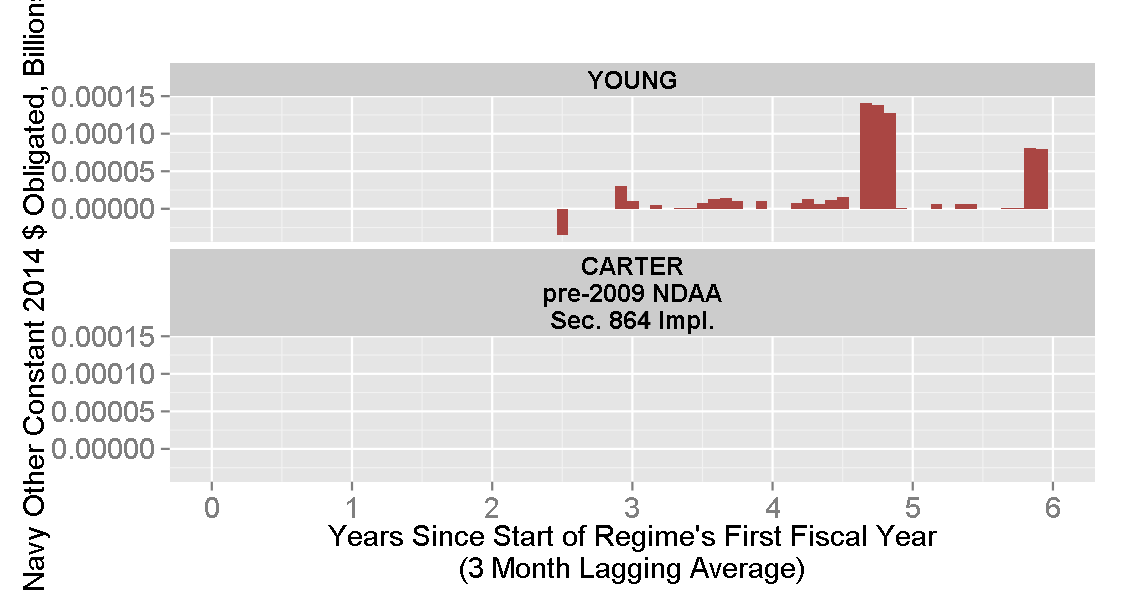 Navy Other Constant 2014 $ Obligated, Billions
YOUNG
0.00015
0.00010
0.00005
0.00000
CARTER
pre-2009 NDAA
Sec. 864 Impl.
0.00015
0.00010
0.00005
0.00000
0 1 2 3 4 5 6
Years Since Start of Regime's First Fiscal Year
(3 Month Lagging Average)